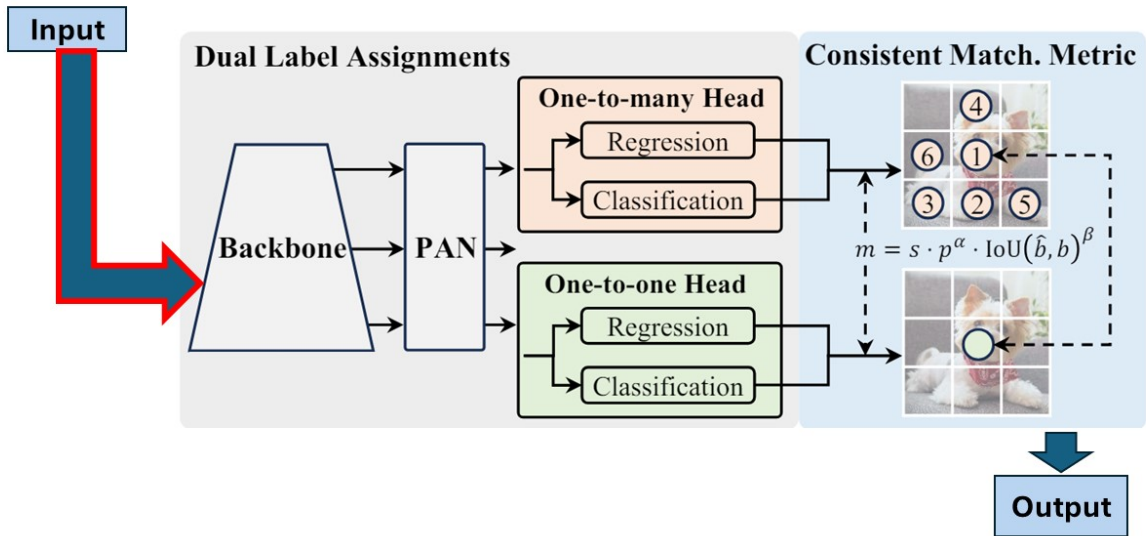 Input
Dual Label Assignments
Consistent Match. Metric
One-to-many Head
Regression
Classification
Backbone
PAN
One-to-one Head
Regression
Classification
4
6 1
3 2 5
m = s · p^α · IoU(b̂, b)^β
Output